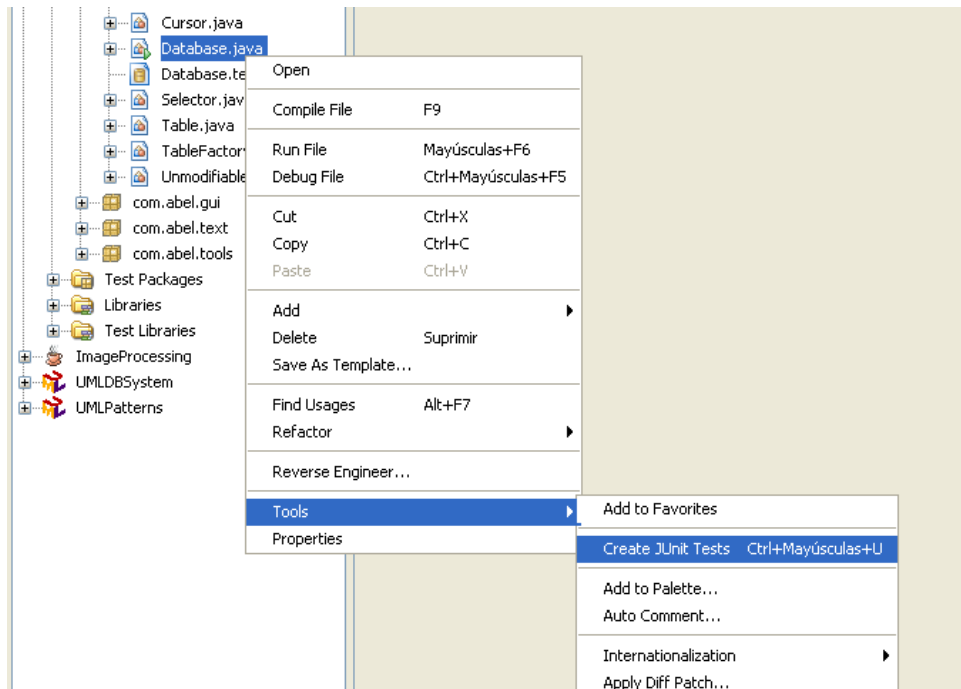 Cursor.java
Database.java
Database.te
Selector.jav
Table.java
TableFactor
Unmodifiable
com.abel.gui
com.abel.text
com.abel.tools
Test Packages
Libraries
Test Libraries
ImageProcessing
UMLDBSystem
UMLPatterns
Open
Compile File F9
Run File Mayúsculas+F6
Debug File Ctrl+Mayúsculas+F5
Cut Ctrl+X
Copy Ctrl+C
Paste Ctrl+V
Add
Delete Suprimir
Save As Template...
Find Usages Alt+F7
Refactor
Reverse Engineer...
Tools
Properties
Add to Favorites
Create JUnit Tests Ctrl+Mayúsculas+U
Add to Palette...
Auto Comment...
Internationalization
Apply Diff Patch...